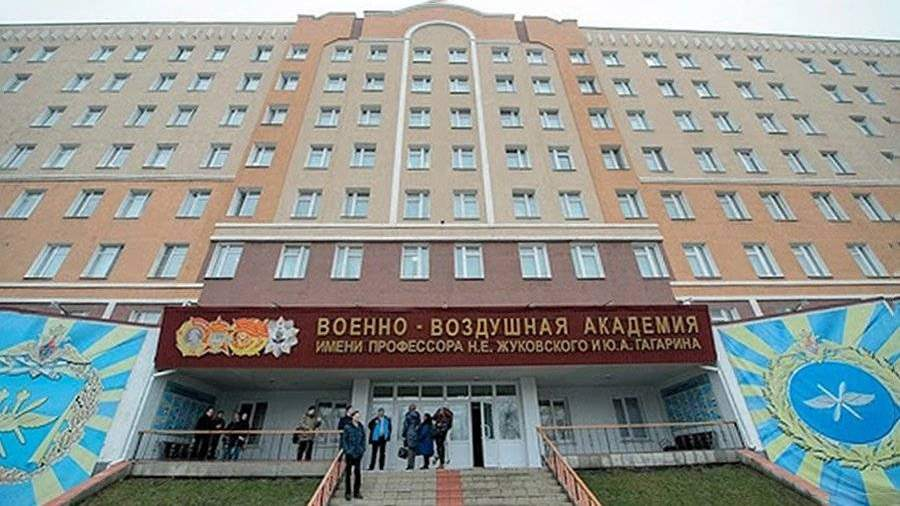 ВОЕННО - ВОЗДУШНАЯ АКАДЕМИЯ
ИМЕНИ ПРОФЕССОРА Н.Е. ЖУКОВСКОГО И Ю.А. ГАГАРИНА